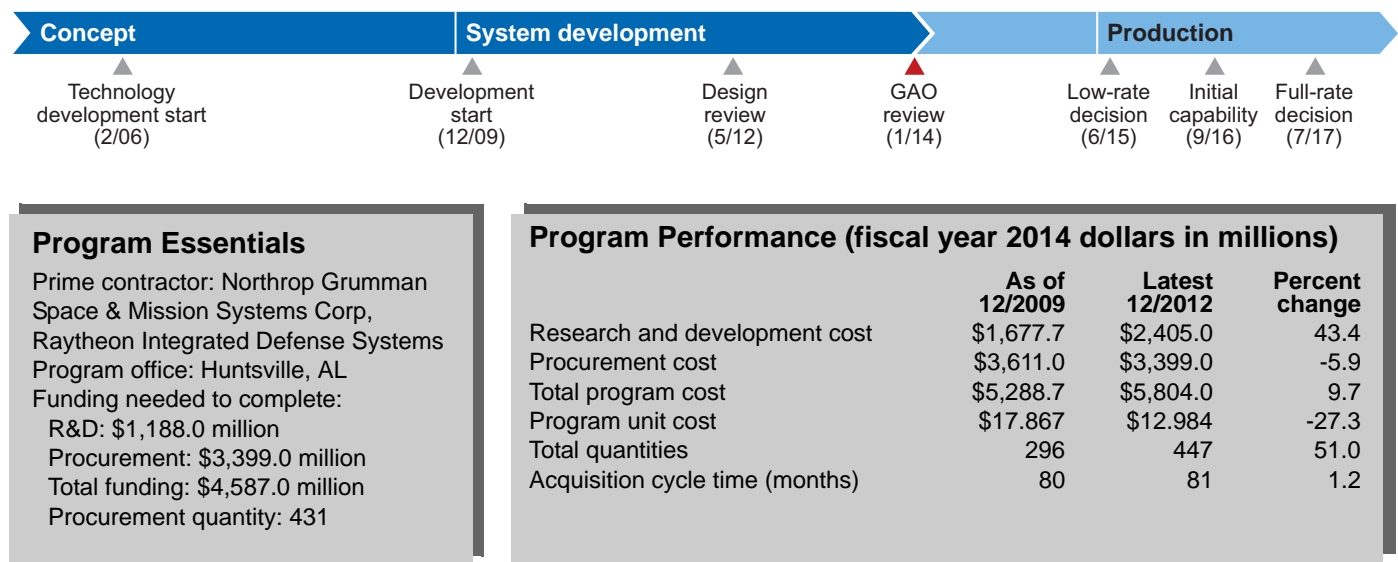 Concept System development Production
Technology development start (2/06)
Development start (12/09)
Design review (5/12)
GAO review (1/14)
Low-rate decision (6/15)
Initial capability (9/16)
Full-rate decision (7/17)
Program Essentials
Prime contractor: Northrop Grumman
Space & Mission Systems Corp,
Raytheon Integrated Defense Systems
Program office: Huntsville, AL
Funding needed to complete:
R&D: $1,188.0 million
Procurement: $3,399.0 million
Total funding: $4,587.0 million
Procurement quantity: 431
Program Performance (fiscal year 2014 dollars in millions)
As of 12/2009 Latest 12/2012 Percent change
Research and development cost $1,677.7 $2,405.0 43.4
Procurement cost $3,611.0 $3,399.0 -5.9
Total program cost $5,288.7 $5,804.0 9.7
Program unit cost $17.867 $12.984 -27.3
Total quantities 296 447 51.0
Acquisition cycle time (months) 80 81 1.2